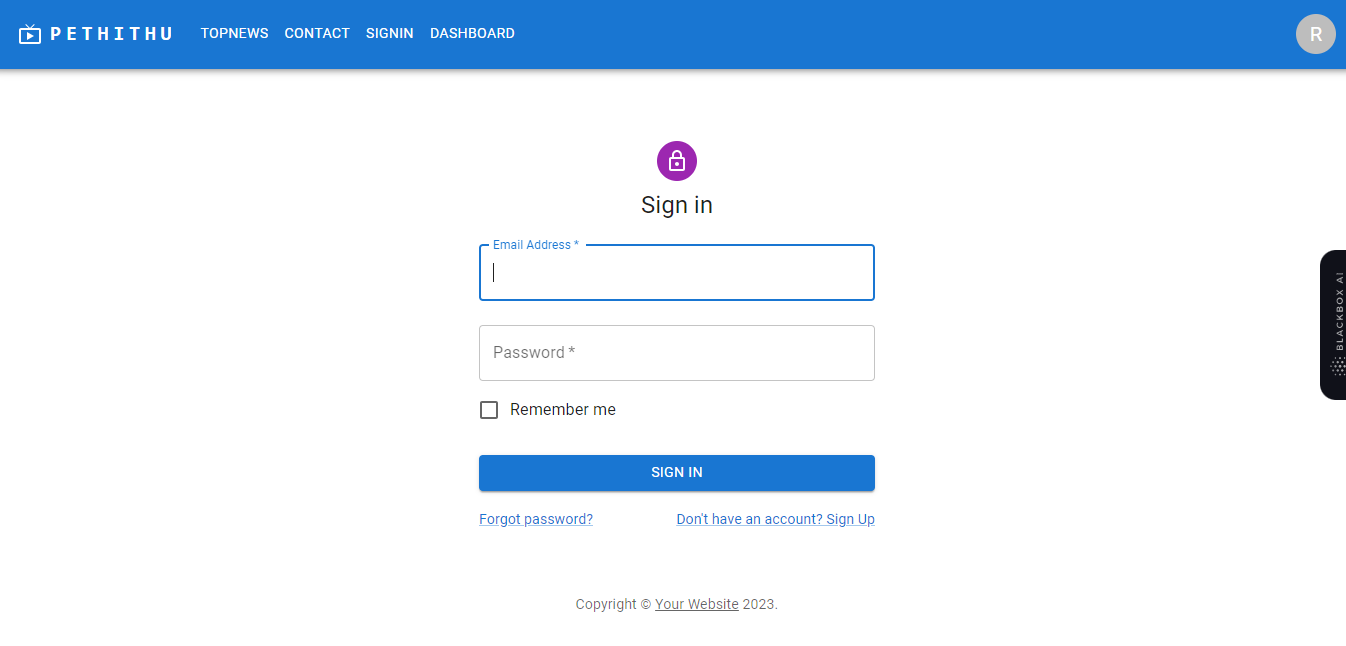 PETHITHU TOPNEWS CONTACT SIGNIN DASHBOARD R
Sign in
Email Address *
Password *
Remember me
SIGN IN
Forgot password? Don't have an account? Sign Up
Copyright © Your Website 2023.
BLACKBOX AI